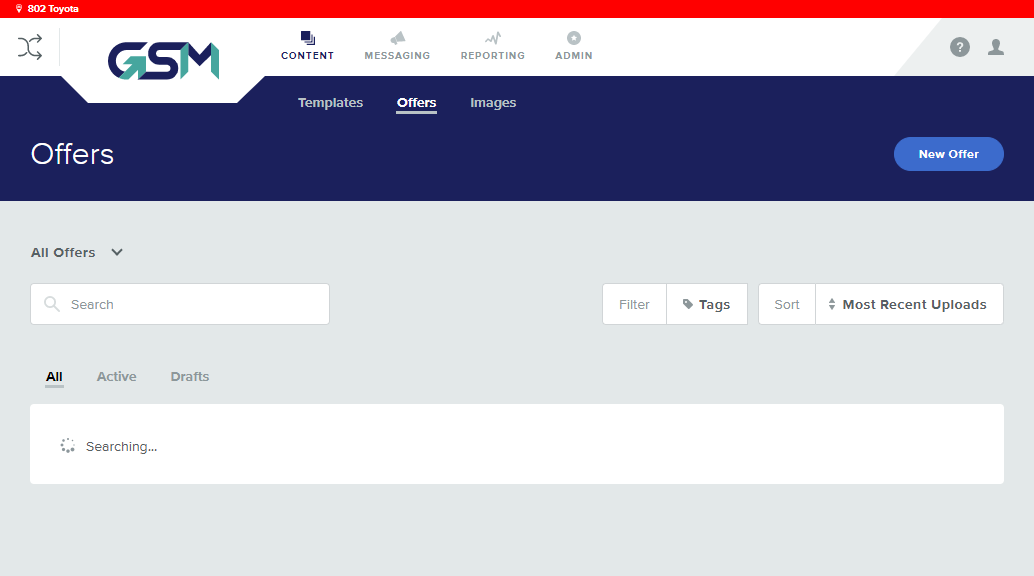 802 Toyota
GSM
CONTENT
MESSAGING
REPORTING
ADMIN
?
Templates
Offers
Images
Offers
New Offer
All Offers
Search
Filter
Tags
Sort
Most Recent Uploads
All
Active
Drafts
Searching...